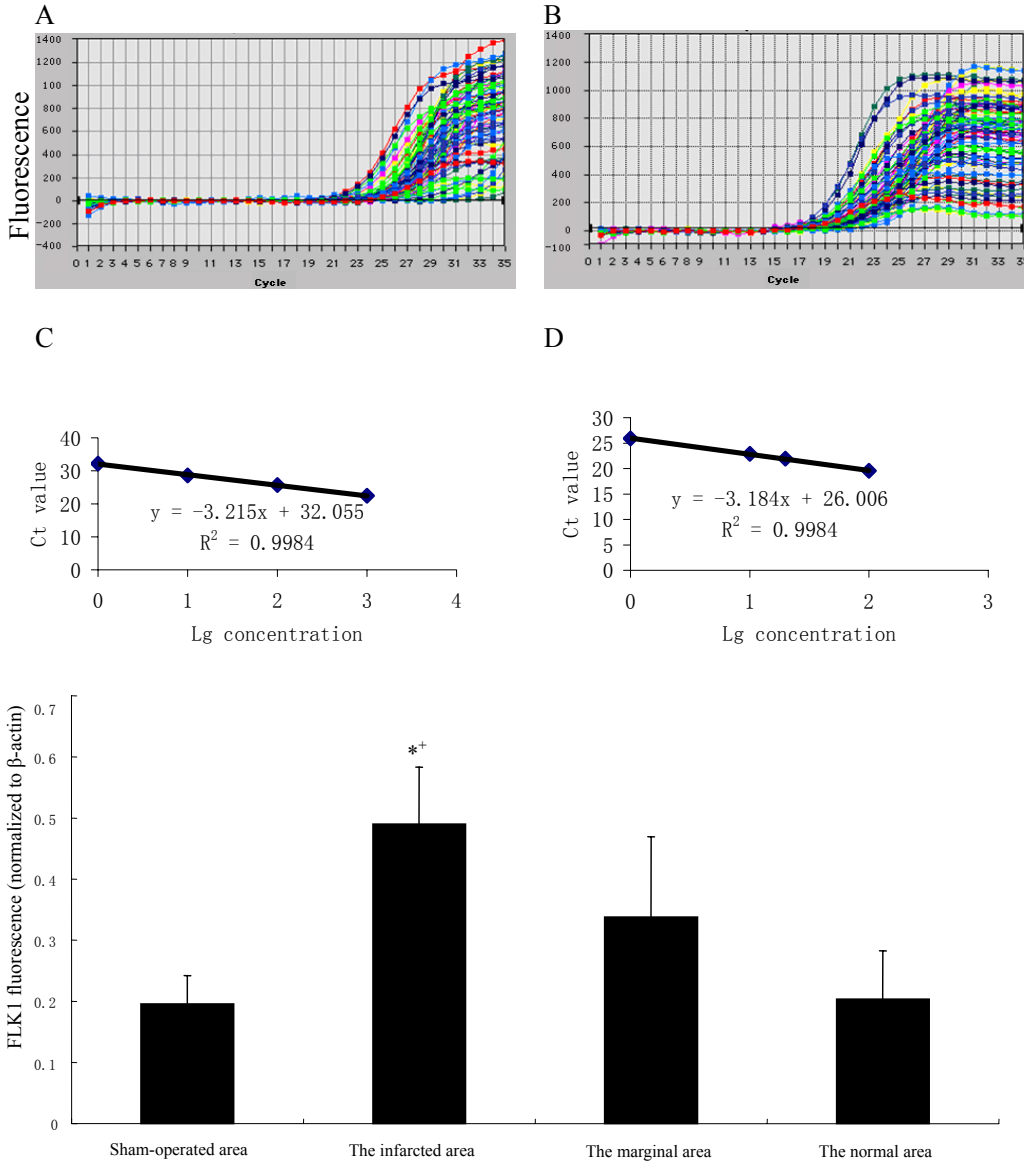 A
B
Fluorescence
1400
1200
100
800
600
400
200
0
−200
−400
0 1 2 3 4 5 6 7 8 9 11 13 15 17 11 19 21 23 25 27 29 31 33 35
Cycle
1400
1200
1000
800
600
400
200
0
−100
0 1 2 3 4 5 6 7 8 9 11 13 15 17 19 21 23 25 27 29 31 33 35
Cycle
C
D
Ct value
40
30
20
10
0
y = −3.215x + 32.055
R² = 0.9984
0 1 2 3 4
Lg concentration
Ct value
30
25
20
15
10
5
0
y = −3.184x + 26.006
R² = 0.9984
0 1 2 3
Lg concentration
FLK1 fluorescence (normalized to β-actin)
0.7
0.6
0.5
0.4
0.3
0.2
0.1
0
*+
Sham-operated area
The infarcted area
The marginal area
The normal area